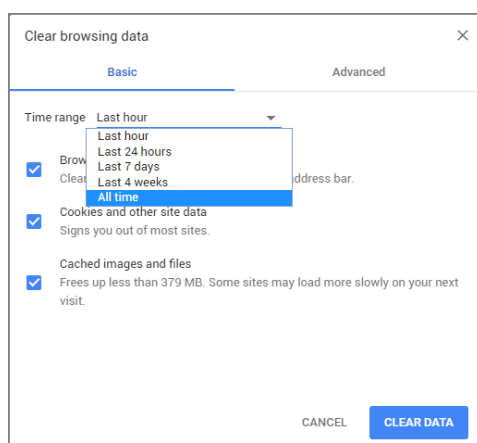 Clear browsing data
Basic
Advanced
Time range Last hour
Last hour
Last 24 hours
Last 7 days
Last 4 weeks
All time
address bar.
Cookies and other site data
Signs you out of most sites.
Cached images and files
Frees up less than 379 MB. Some sites may load more slowly on your next
visit.
CANCEL
CLEAR DATA